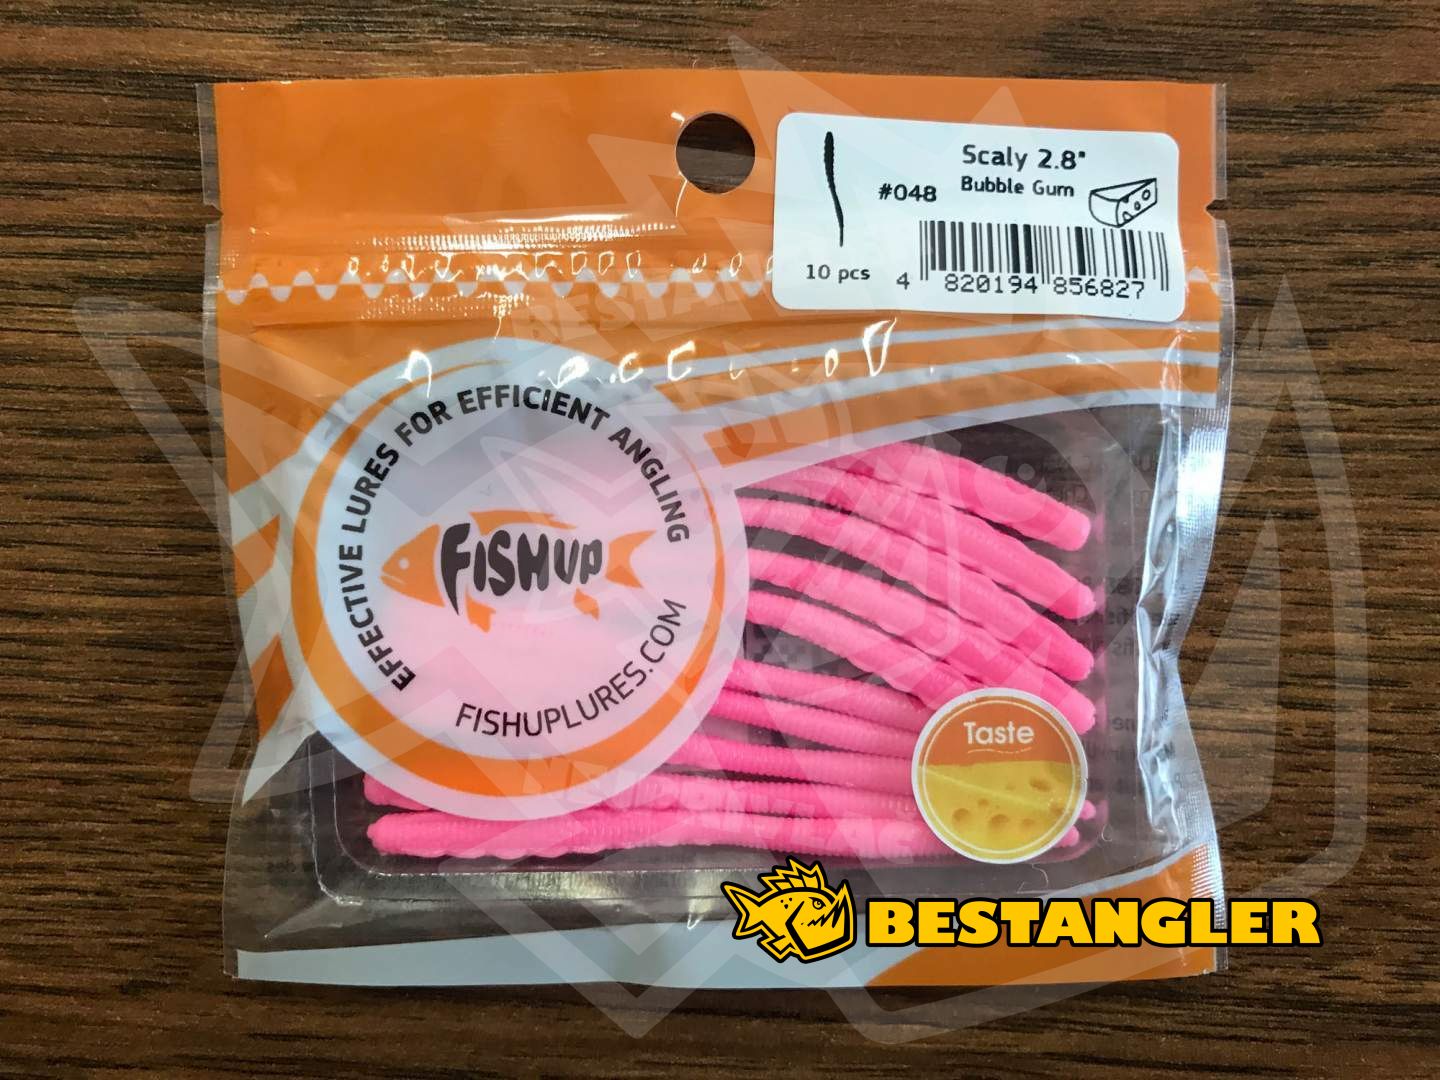 Scaly 2.8"
#048 Bubble Gum
10 pcs
4 820194 856827
EFFECTIVE LURES FOR EFFICIENT ANGLING
FISHUP
FISHUPLURES.COM
Taste
BESTANGLER